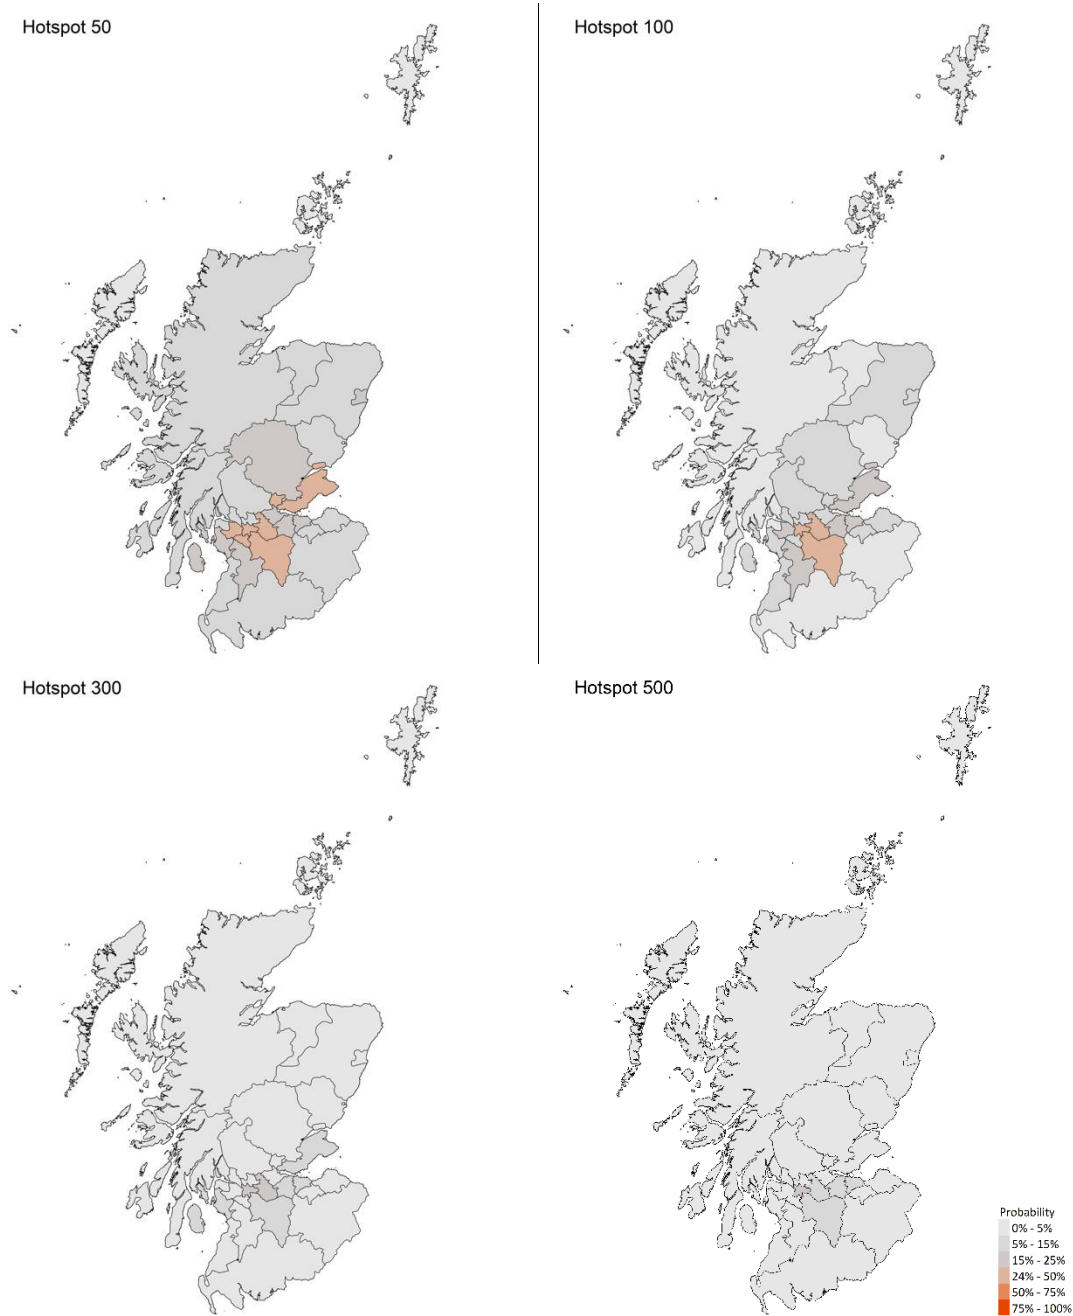 Hotspot 50
Hotspot 100
Hotspot 300
Hotspot 500
Probability
0% - 5%
5% - 15%
15% - 25%
24% - 50%
50% - 75%
75% - 100%